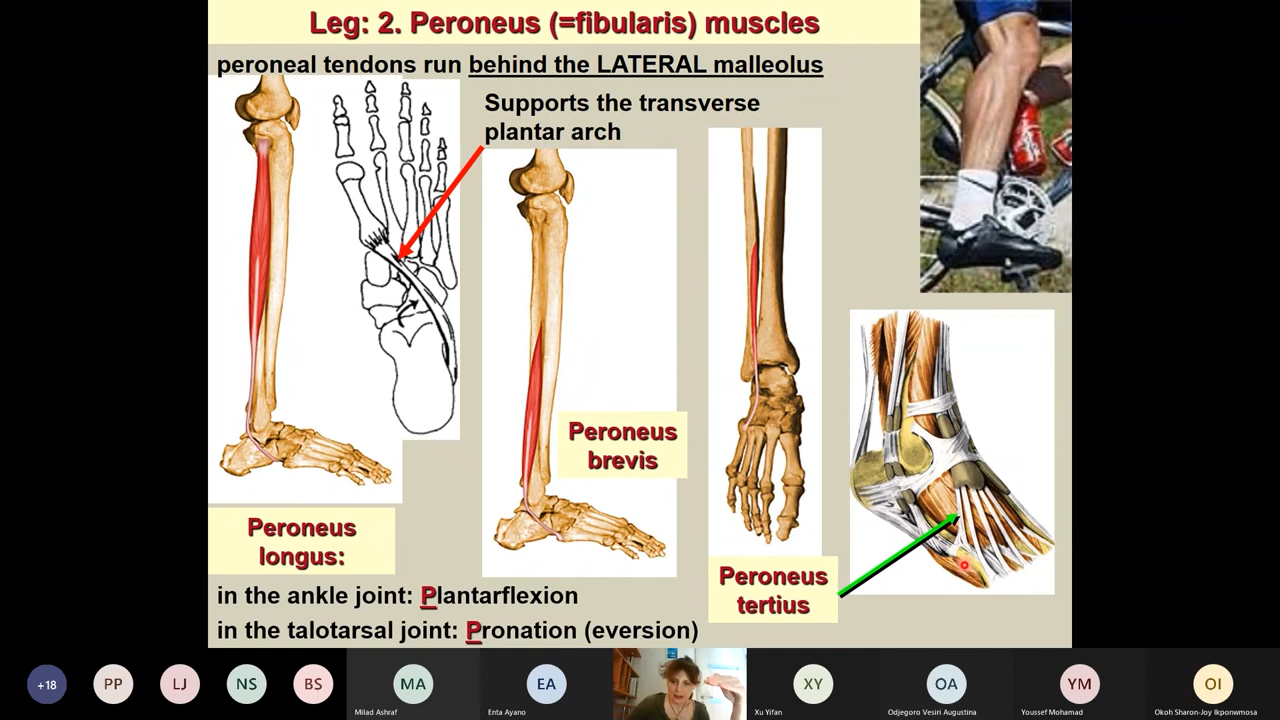 Leg: 2. Peroneus (=fibularis) muscles
peroneal tendons run behind the LATERAL malleolus
Supports the transverse
plantar arch
Peroneus
brevis
Peroneus
longus:
Peroneus
tertius
in the ankle joint: Plantarflexion
in the talotarsal joint: Pronation (eversion)
+18
PP
LJ
NS
BS
MA
Milad Ashraf
EA
Enta Ayano
XY
Xu Yifan
OA
Odjegoro Vesiri Augustina
YM
Youssef Mohamad
OI
Okoh Sharon-Joy Ikponwmosa